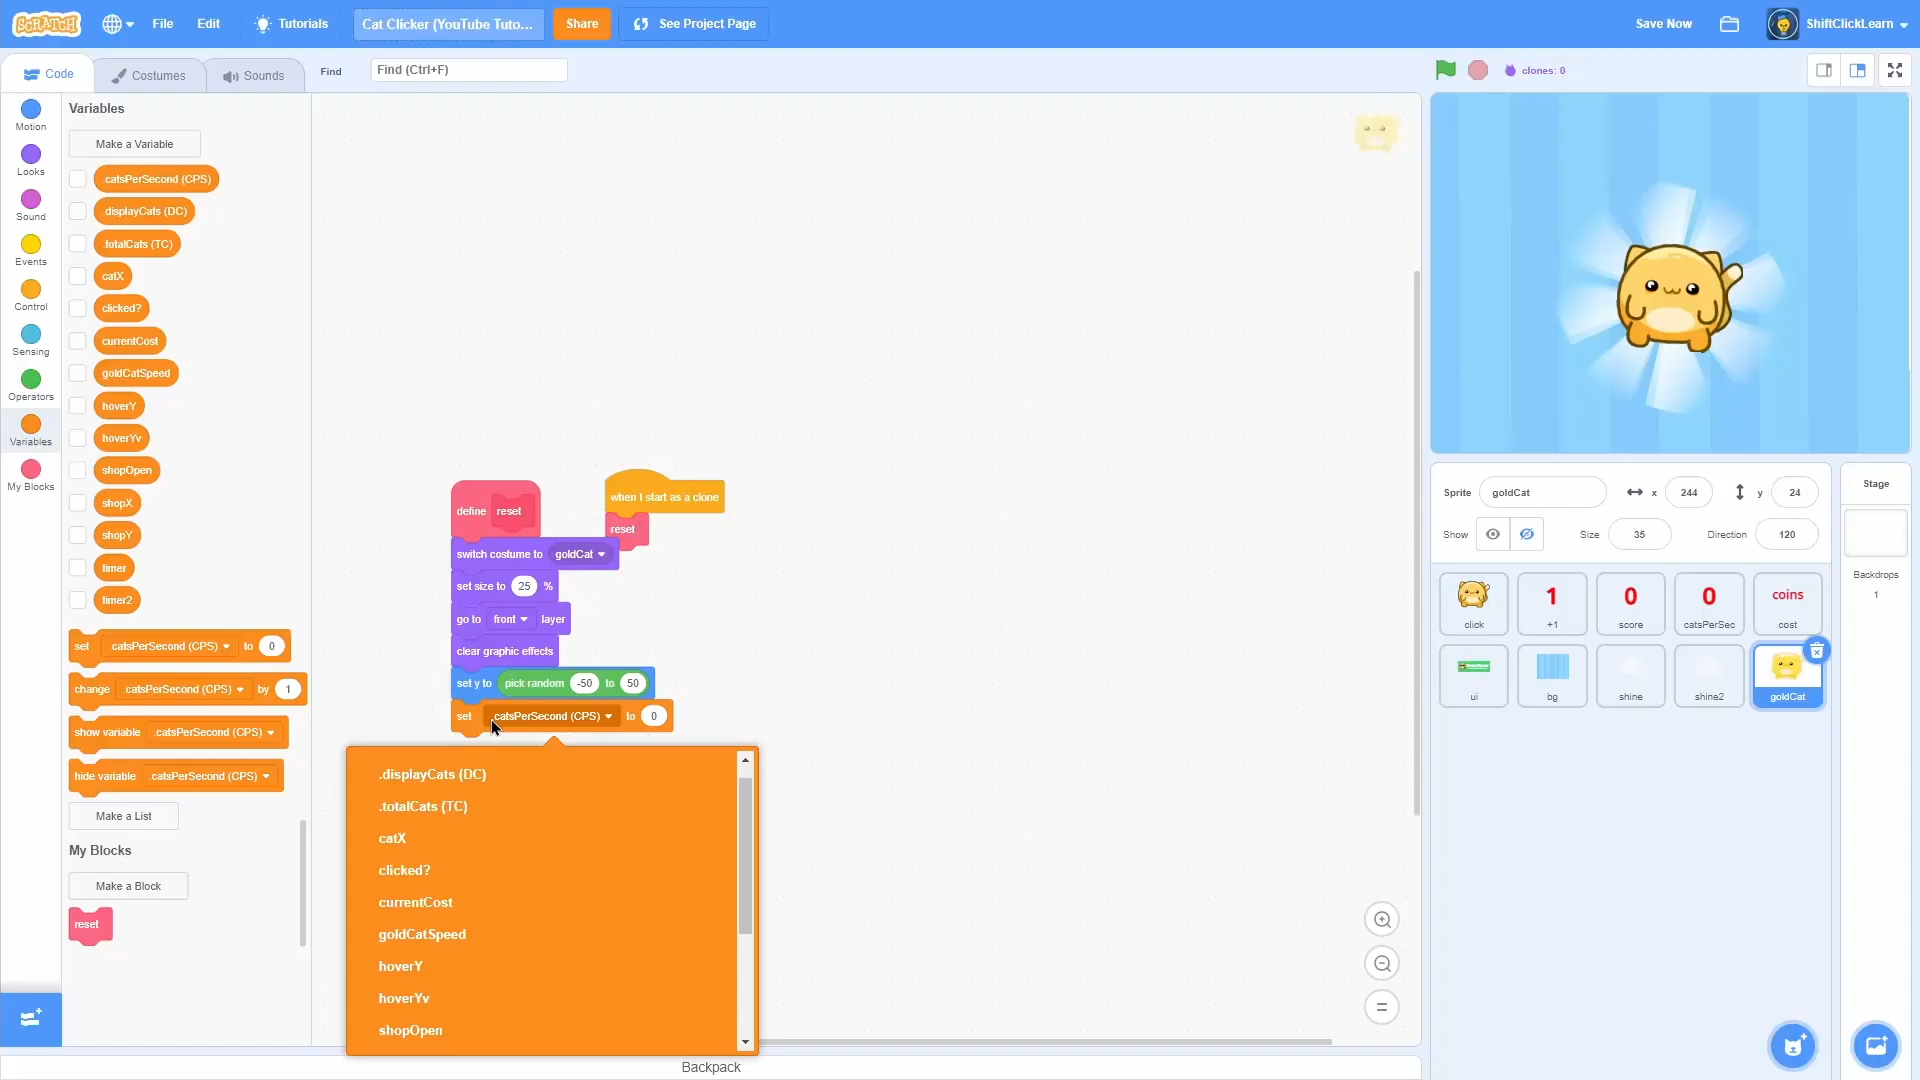 SCRATCH
File
Edit
Tutorials
Cat Clicker (YouTube Tuto...
Share
See Project Page
Save Now
ShiftClickLearn
Code
Costumes
Sounds
Find
Find (Ctrl+F)
clones: 0
Motion
Looks
Sound
Events
Control
Sensing
Operators
Variables
My Blocks
Variables
Make a Variable
.catsPerSecond (CPS)
.displayCats (DC)
.totalCats (TC)
catX
clicked?
currentCost
goldCatSpeed
hoverY
hoverYv
shopOpen
shopX
shopY
timer
timer2
set .catsPerSecond (CPS) to 0
change .catsPerSecond (CPS) by 1
show variable .catsPerSecond (CPS)
hide variable .catsPerSecond (CPS)
Make a List
My Blocks
Make a Block
reset
define reset
switch costume to goldCat
set size to 25 %
go to front layer
clear graphic effects
set y to pick random -50 to 50
set .catsPerSecond (CPS) to 0
when I start as a clone
reset
.displayCats (DC)
.totalCats (TC)
catX
clicked?
currentCost
goldCatSpeed
hoverY
hoverYv
shopOpen
Backpack
Sprite goldCat x 244 y 24
Show Size 35 Direction 120
click
1
+1
0
score
0
catsPerSec
coins
cost
ui
bg
shine
shine2
goldCat
Stage
Backdrops
1